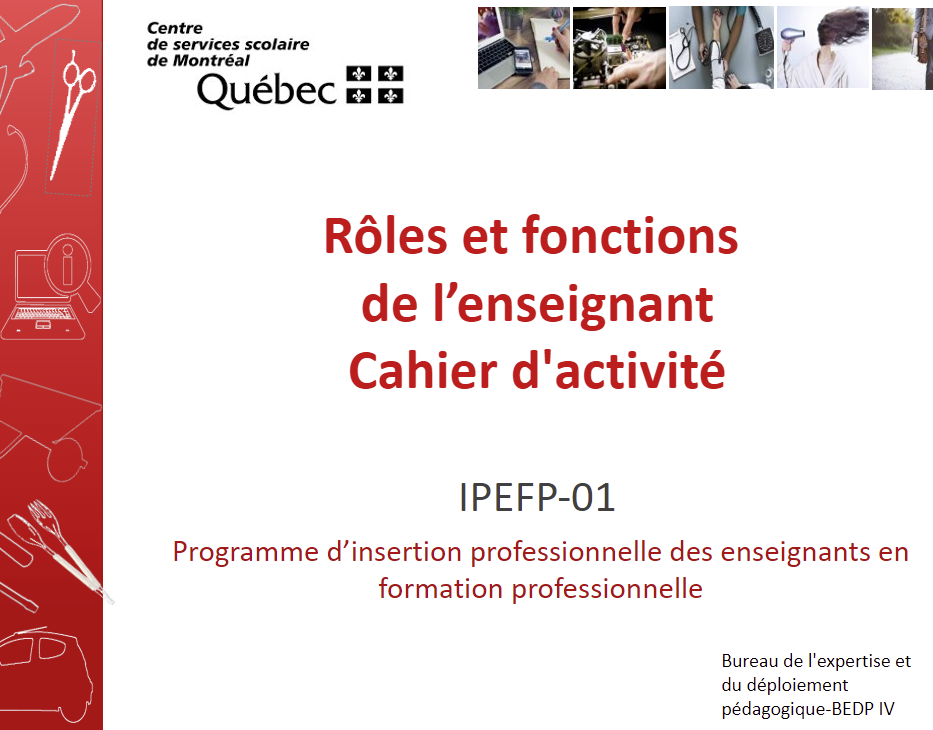 Centre
de services scolaire
de Montréal
Québec
Rôles et fonctions
de l’enseignant
Cahier d'activité
IPEFP-01
Programme d’insertion professionnelle des enseignants en
formation professionnelle
Bureau de l'expertise et
du déploiement
pédagogique-BEDP IV